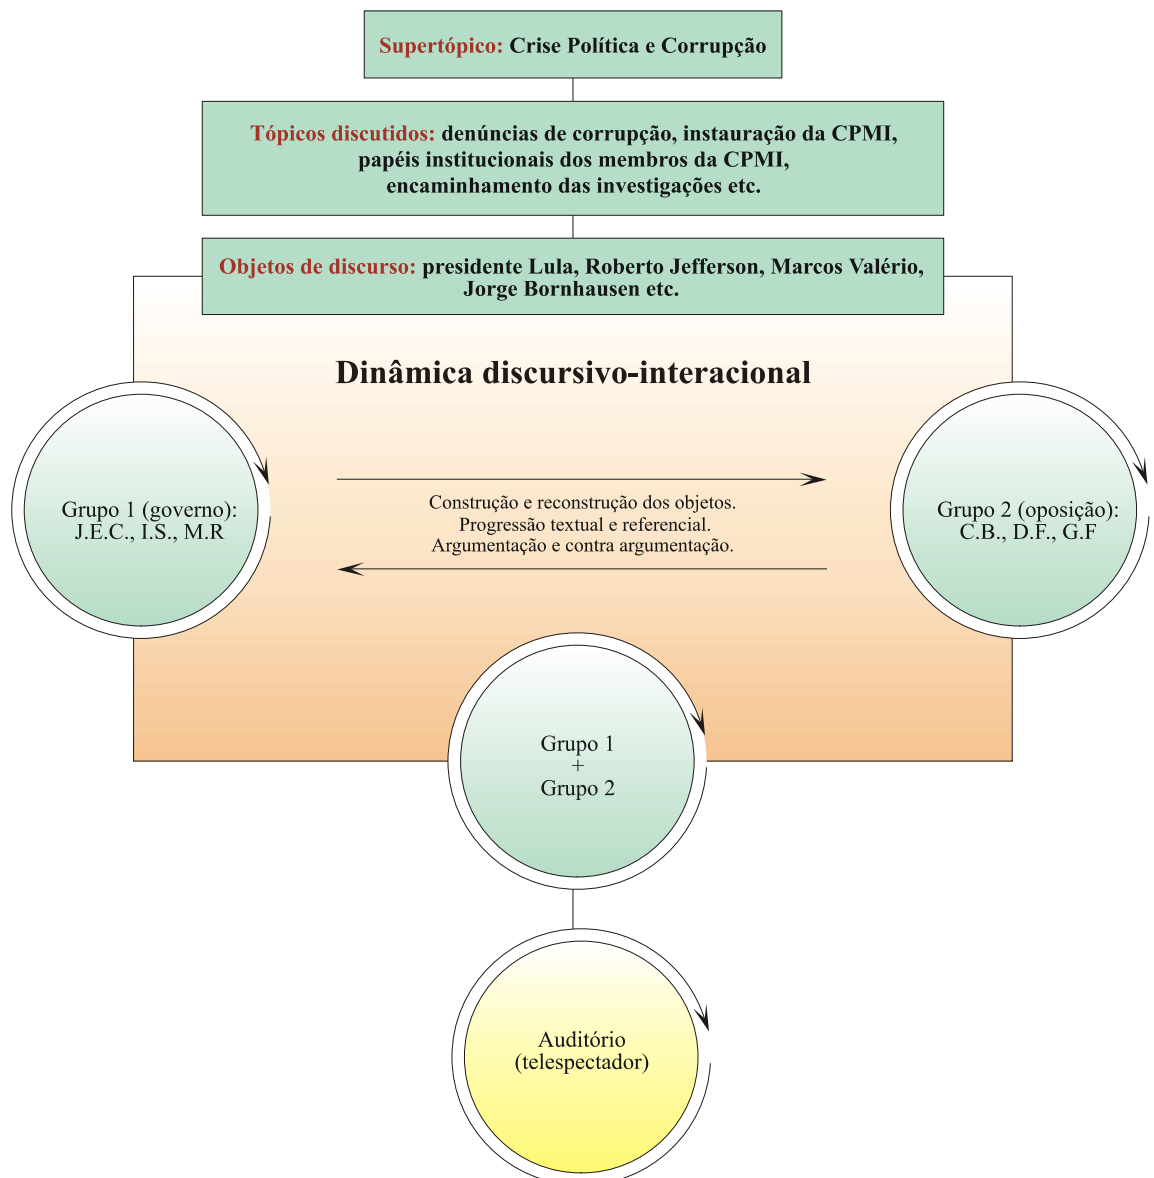 Supertópico: Crise Política e Corrupção
Tópicos discutidos: denúncias de corrupção, instauração da CPMI,
papéis institucionais dos membros da CPMI,
encaminhamento das investigações etc.
Objetos de discurso: presidente Lula, Roberto Jefferson, Marcos Valério,
Jorge Bornhausen etc.
Dinâmica discursivo-interacional
Grupo 1 (governo):
J.E.C., I.S., M.R
Construção e reconstrução dos objetos.
Progressão textual e referencial.
Argumentação e contra argumentação.
Grupo 2 (oposição):
C.B., D.F., G.F
Grupo 1
+
Grupo 2
Auditório
(telespectador)